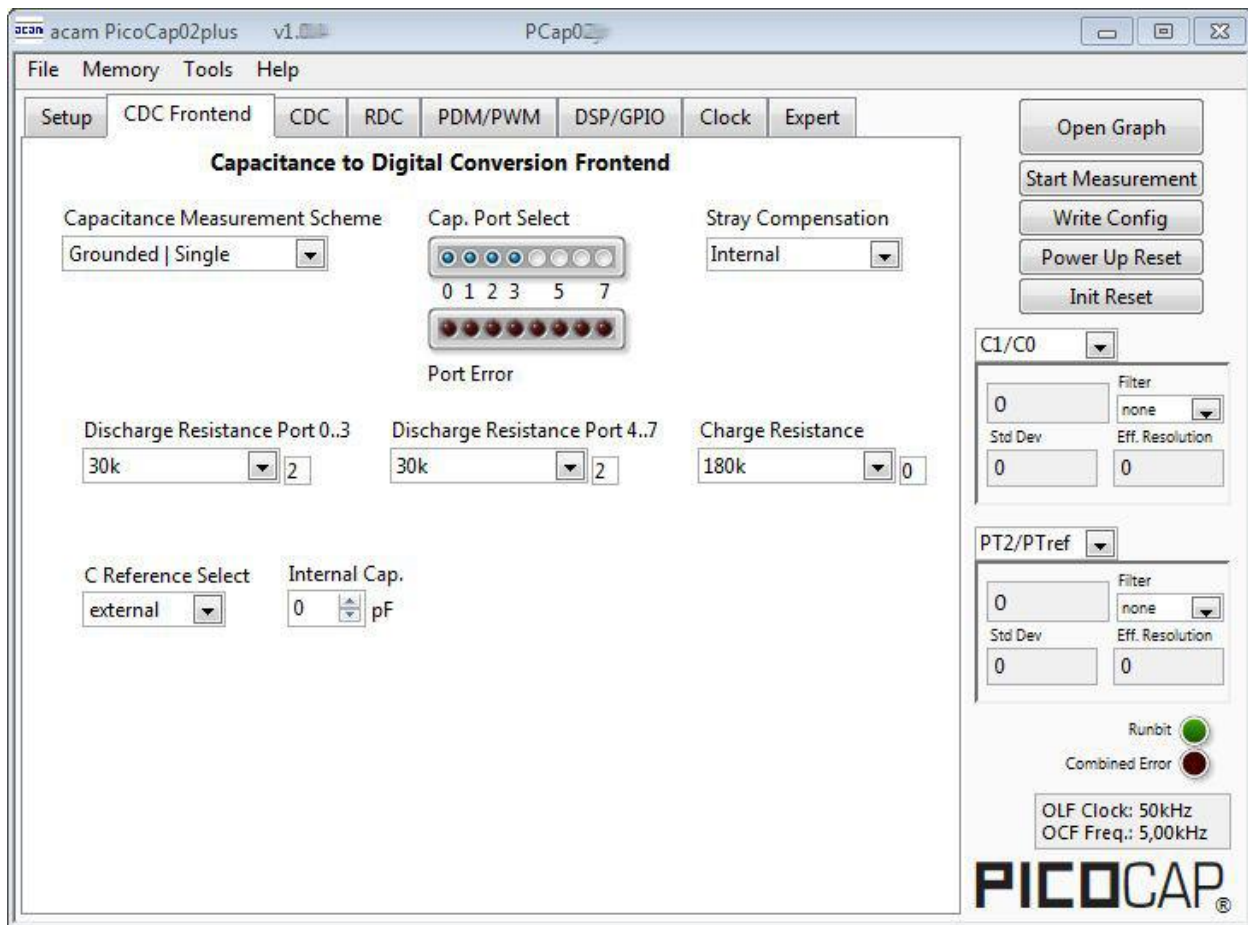 acam acam PicoCap02plus v1. PCap02
File Memory Tools Help
Setup CDC Frontend CDC RDC PDM/PWM DSP/GPIO Clock Expert
Capacitance to Digital Conversion Frontend
Capacitance Measurement Scheme
Grounded | Single
Cap. Port Select
0 1 2 3 5 7
Port Error
Stray Compensation
Internal
Discharge Resistance Port 0..3
30k 2
Discharge Resistance Port 4..7
30k 2
Charge Resistance
180k 0
C Reference Select
external
Internal Cap.
0 pF
Open Graph
Start Measurement
Write Config
Power Up Reset
Init Reset
C1/C0
0
Filter
none
Std Dev
0
Eff. Resolution
0
PT2/PTref
0
Filter
none
Std Dev
0
Eff. Resolution
0
Runbit
Combined Error
OLF Clock: 50kHz
OCF Freq.: 5,00kHz
PICOCAP®